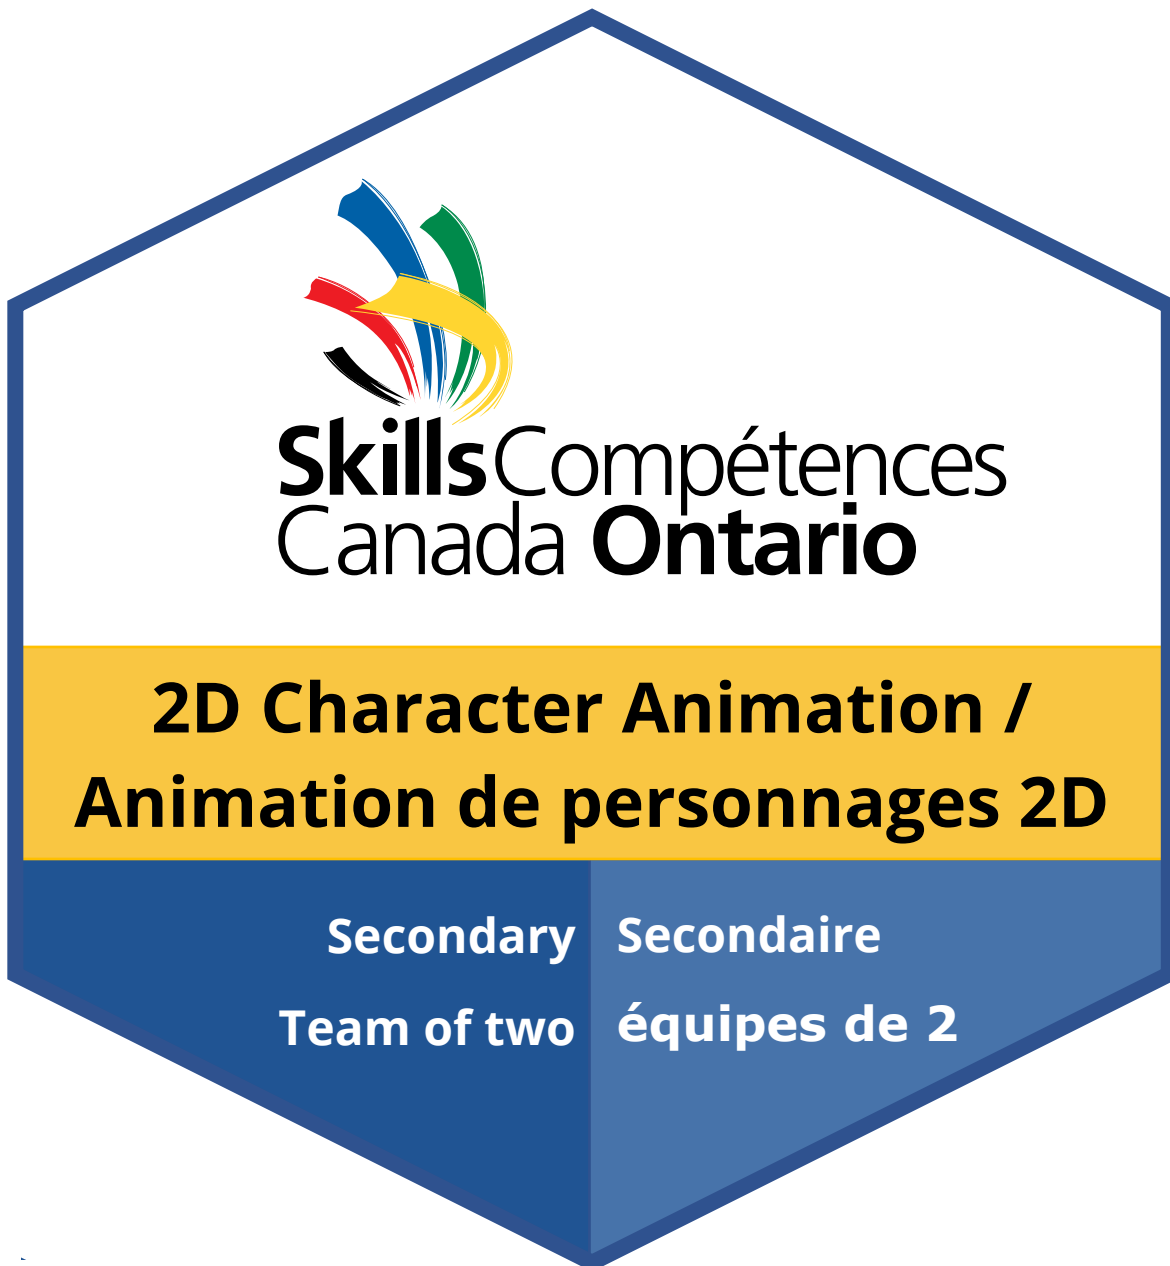 Skills Compétences
Canada Ontario
2D Character Animation /
Animation de personnages 2D
Secondary
Team of two
Secondaire
équipes de 2